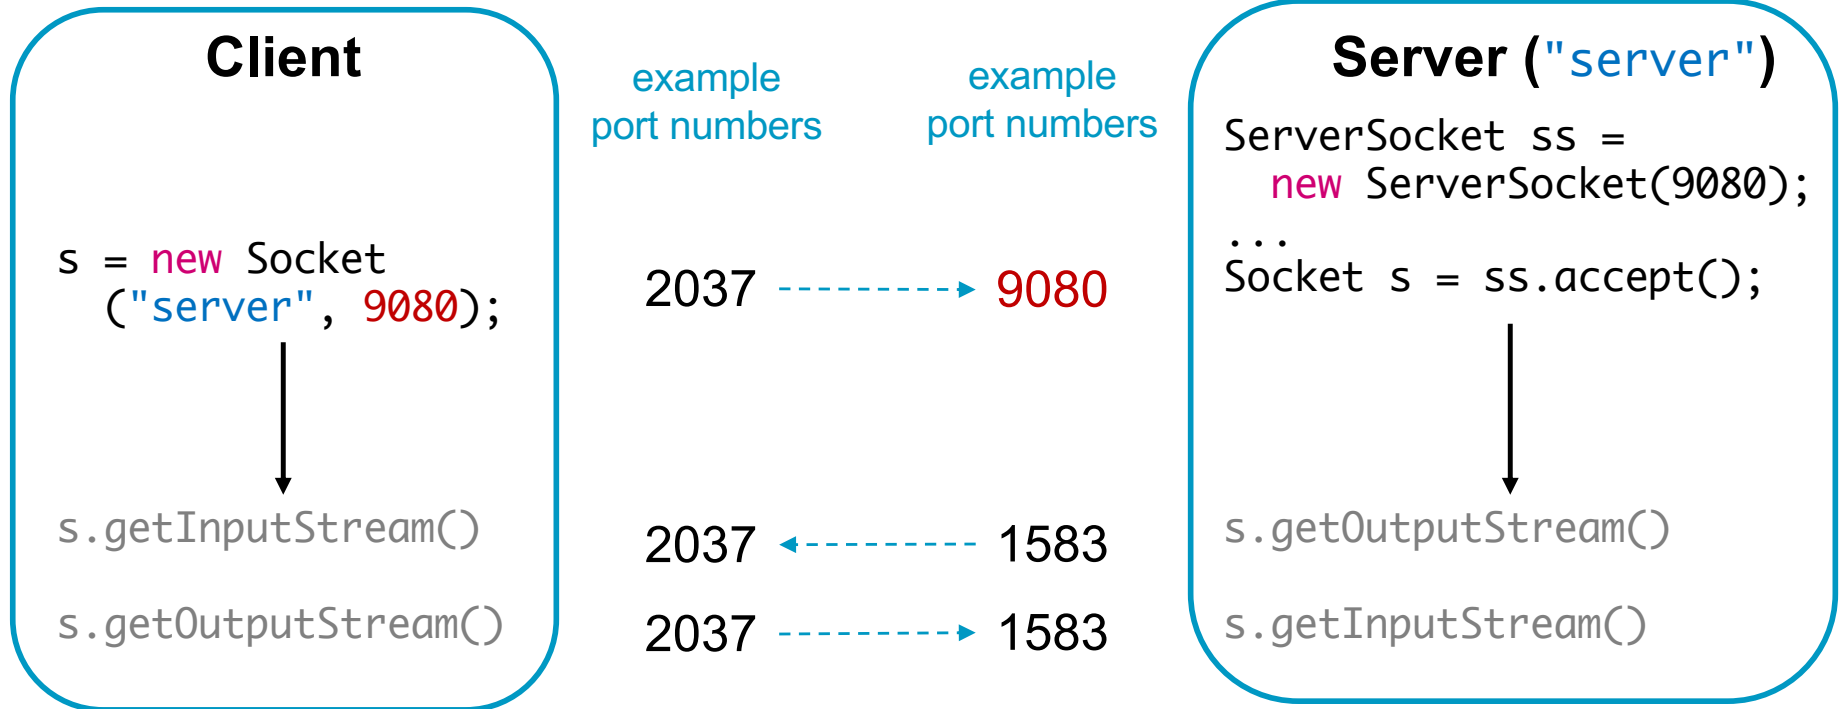 Client
s = new Socket
("server", 9080);
s.getInputStream()
s.getOutputStream()
example
port numbers
example
port numbers
2037
9080
2037
1583
2037
1583
Server ("server")
ServerSocket ss =
new ServerSocket(9080);
...
Socket s = ss.accept();
s.getOutputStream()
s.getInputStream()